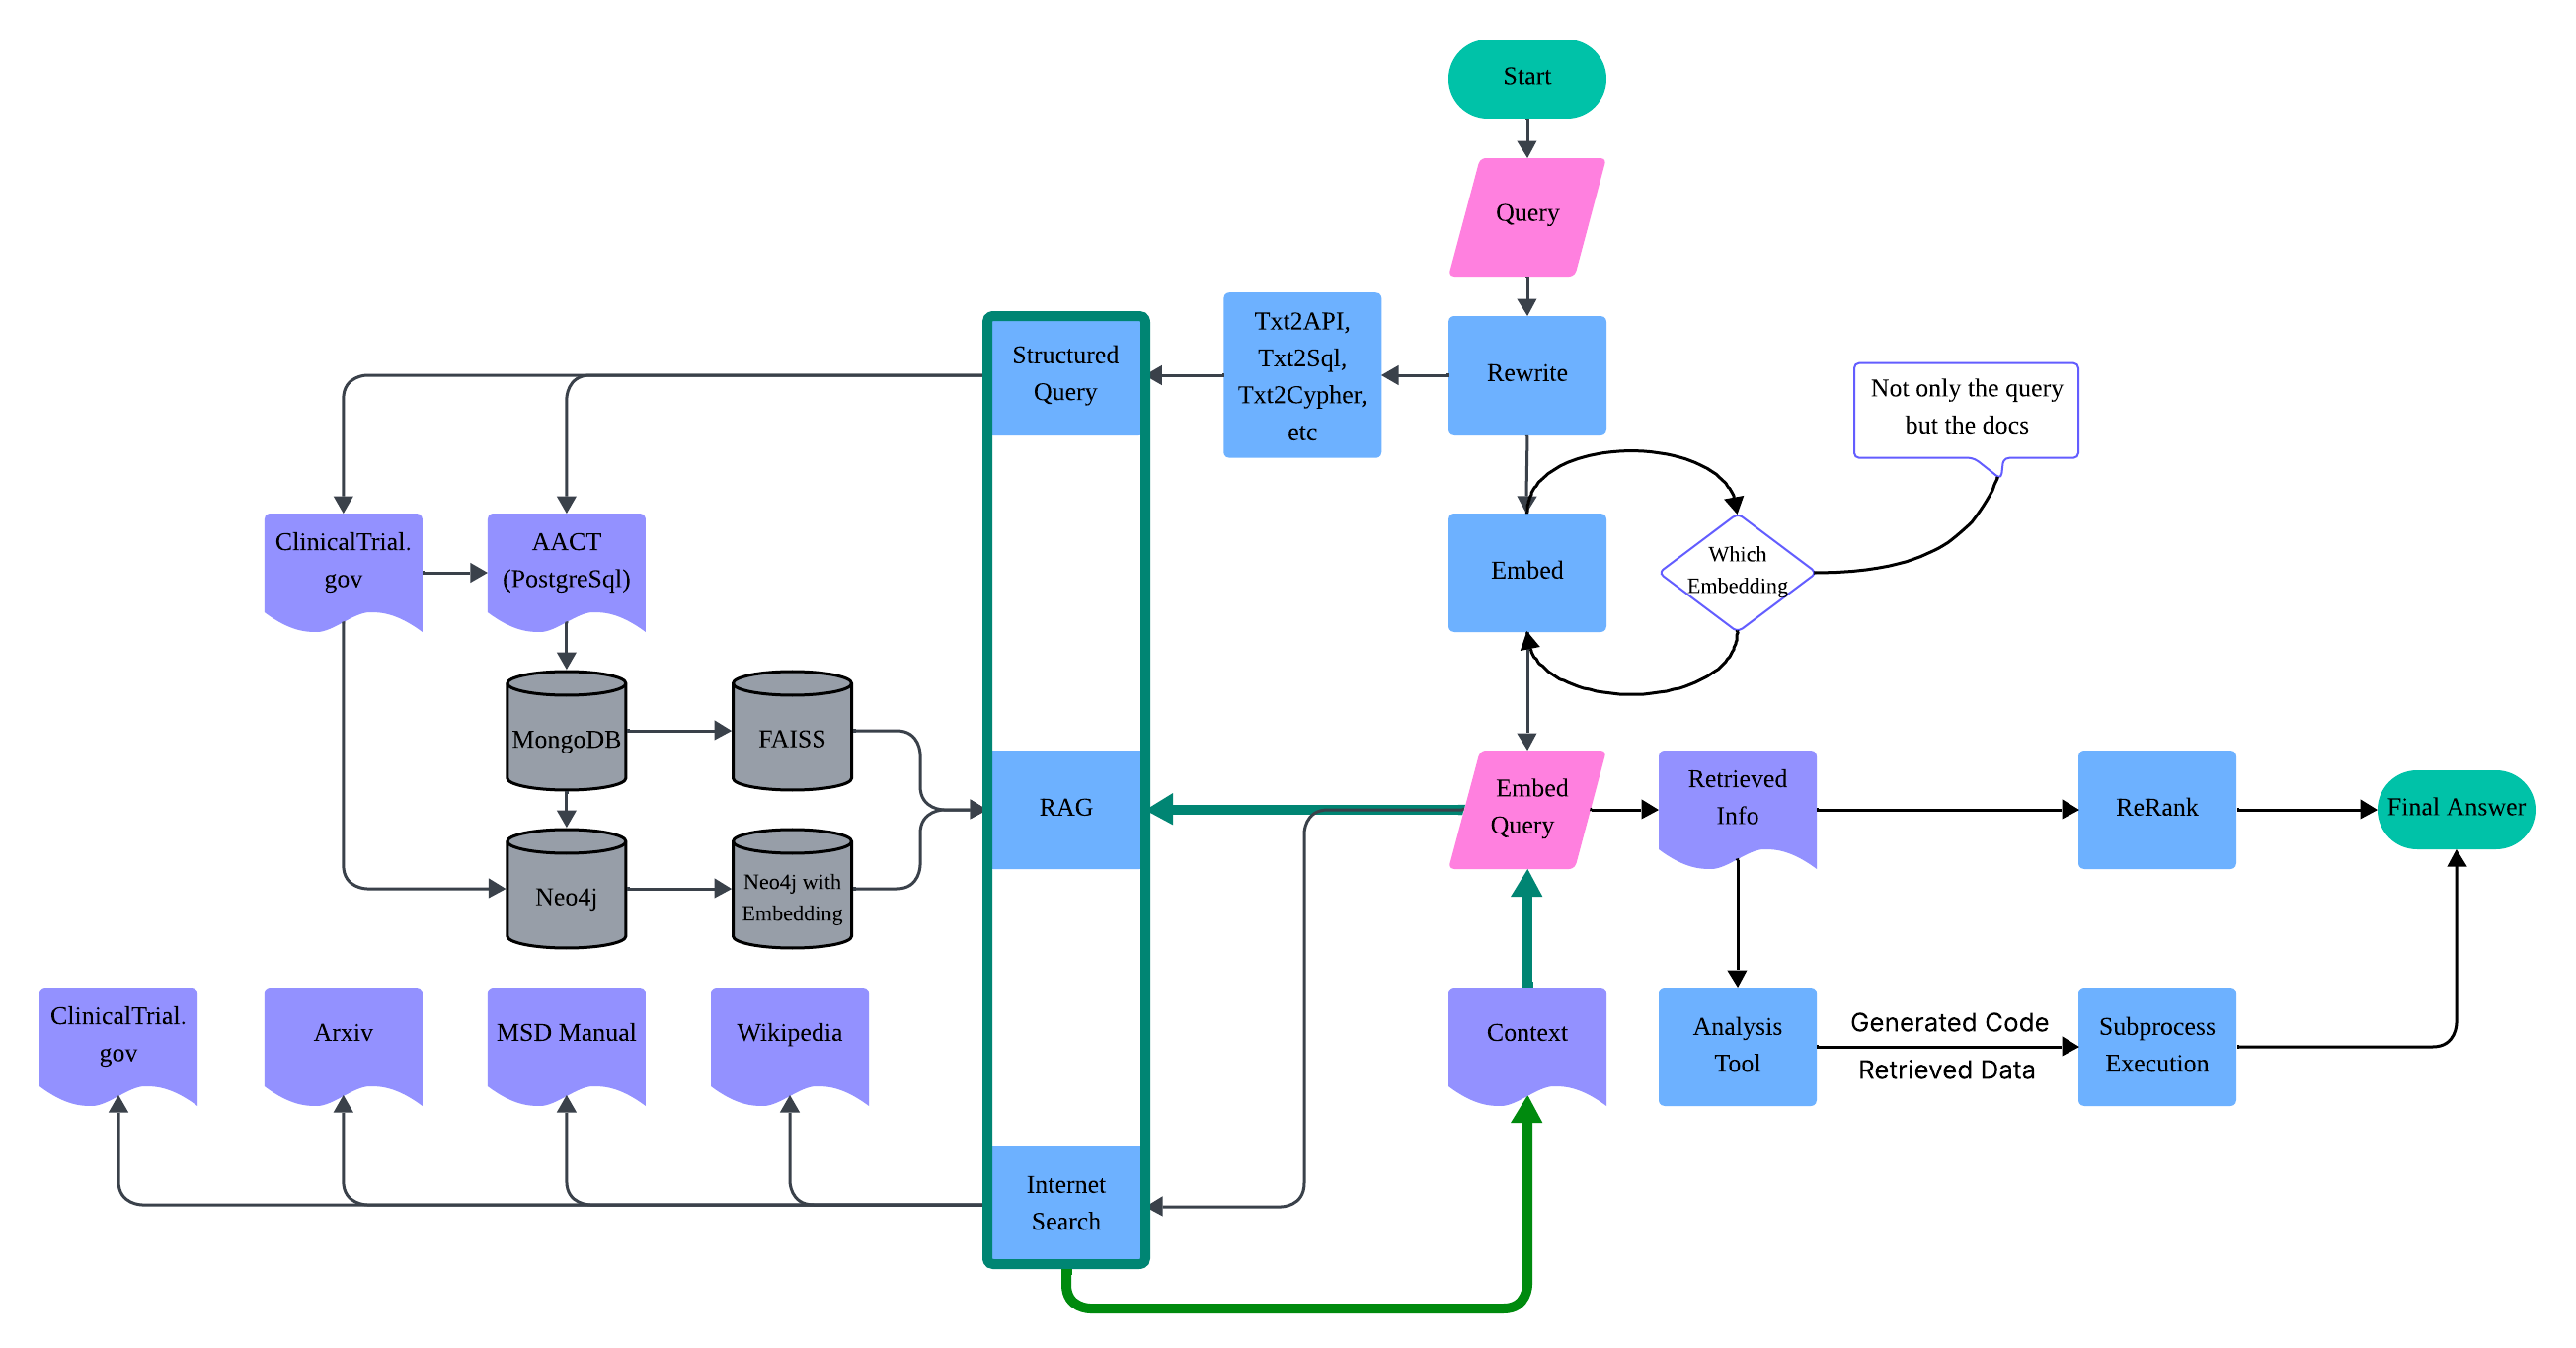 Start
Query
Txt2API,
Txt2Sql,
Txt2Cypher,
etc
Structured
Query
Rewrite
Not only the query
but the docs
ClinicalTrial.
gov
AACT
(PostgreSql)
Embed
Which
Embedding
MongoDB
FAISS
RAG
Embed
Query
Retrieved
Info
ReRank
Final Answer
Neo4j
Neo4j with
Embedding
ClinicalTrial.
gov
Arxiv
MSD Manual
Wikipedia
Context
Analysis
Tool
Generated Code
Retrieved Data
Subprocess
Execution
Internet
Search